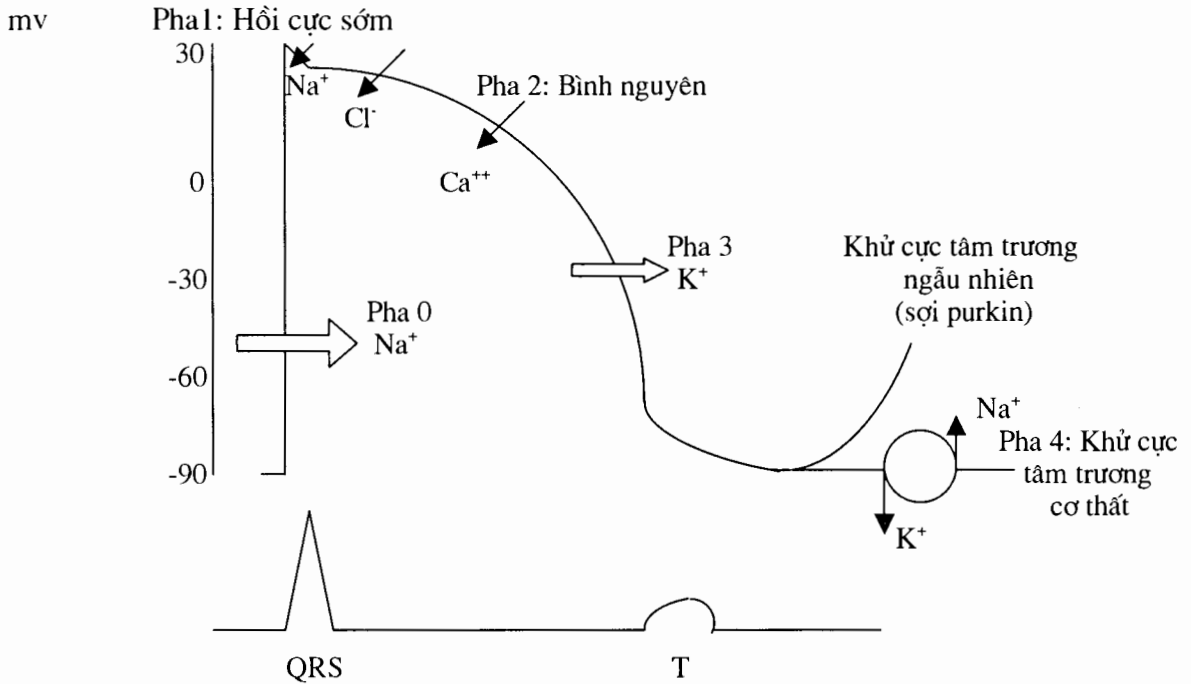 mv
Pha1: Hồi cực sớm
30
Na⁺
Cl⁻
Pha 2: Bình nguyên
Ca⁺⁺
0
Pha 3
K⁺
Khử cực tâm trương
ngẫu nhiên
(sợi purkin)
-30
Pha 0
Na⁺
-60
Na⁺
Pha 4: Khử cực
tâm trương
cơ thất
-90
K⁺
QRS
T